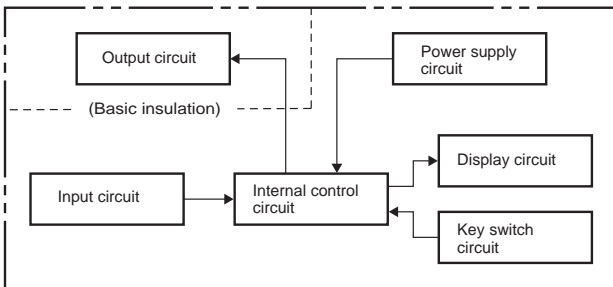 Output circuit
Power supply
circuit
(Basic insulation)
Display circuit
Input circuit
Internal control
circuit
Key switch
circuit